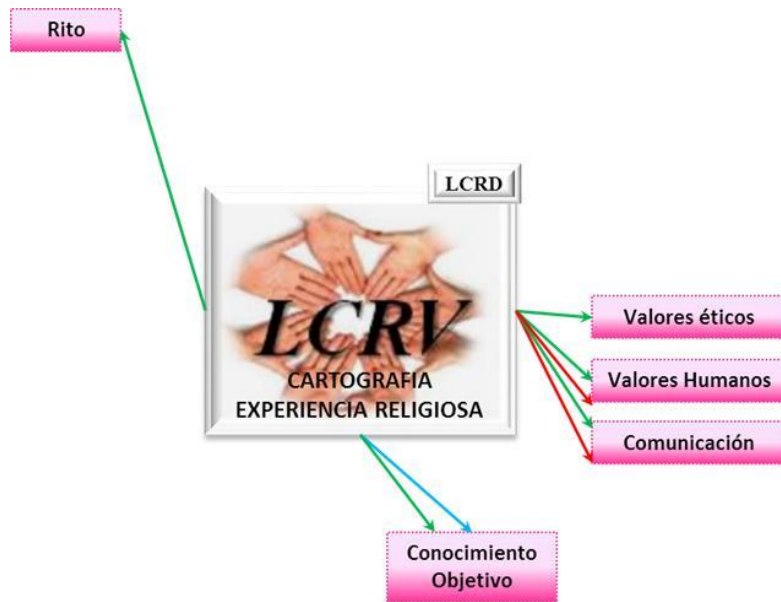 Rito
LCRD
LCRV
CARTOGRAFIA
EXPERIENCIA RELIGIOSA
Valores éticos
Valores Humanos
Comunicación
Conocimiento
Objetivo